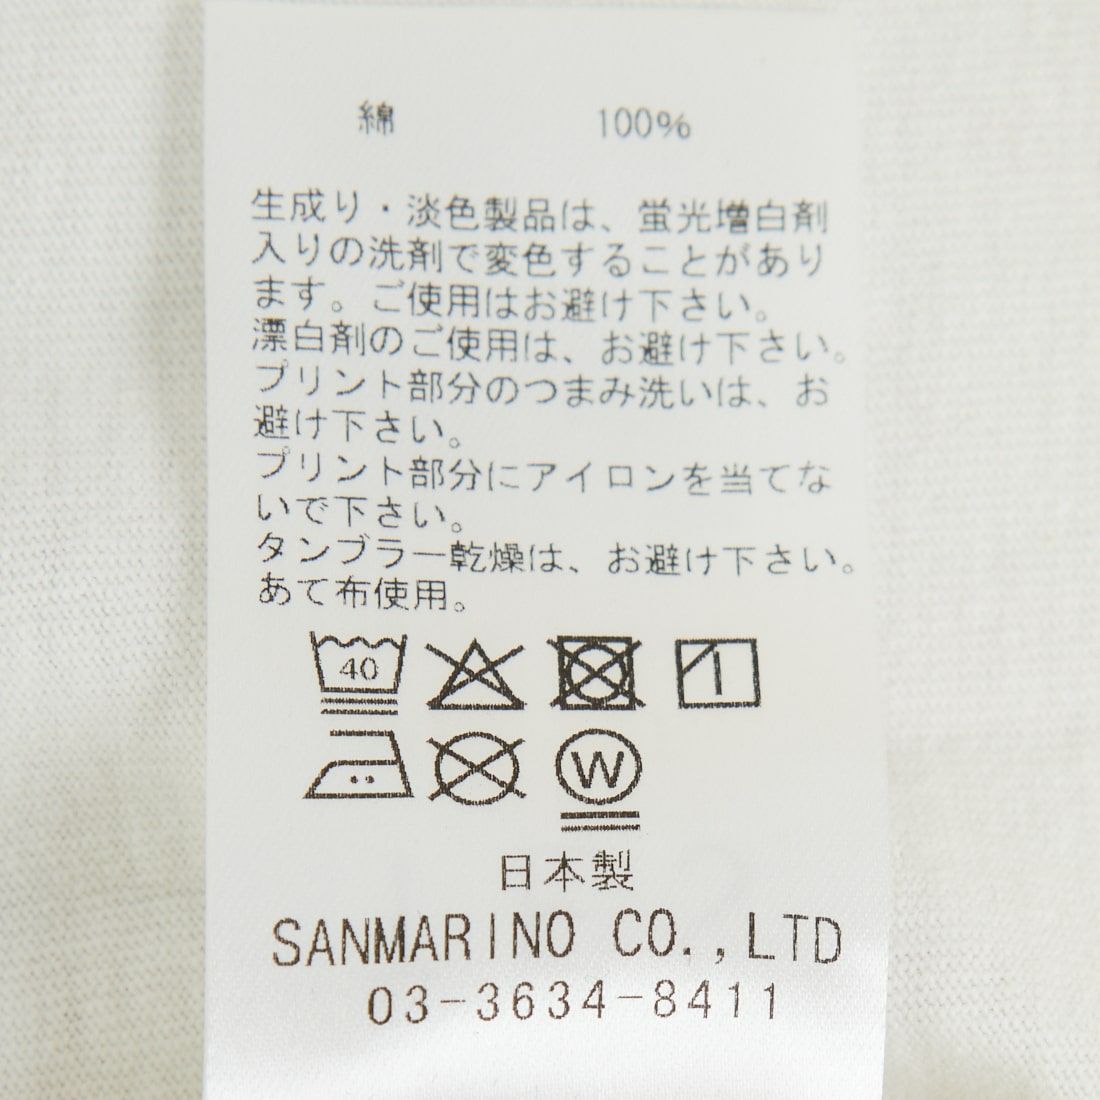 綿 100%
生成り・淡色製品は、蛍光増白剤
入りの洗剤で変色することがあり
ます。ご使用はお避け下さい。
漂白剤のご使用は、お避け下さい。
プリント部分のつまみ洗いは、お
避け下さい。
プリント部分にアイロンを当てな
いで下さい。
タンブラー乾燥は、お避け下さい。
あて布使用。
40
W
日本製
SANMARINO CO.,LTD
03-3634-8411